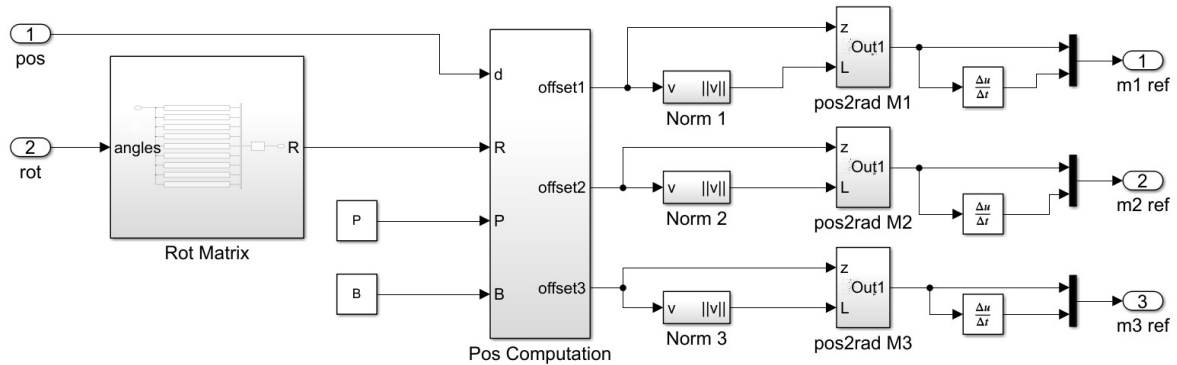 1
pos
2
rot
angles
R
Rot Matrix
P
B
d
R
P
B
offset1
offset2
offset3
Pos Computation
v ||v||
Norm 1
v ||v||
Norm 2
v ||v||
Norm 3
z
L
Out1
pos2rad M1
z
L
Out1
pos2rad M2
z
L
Out1
pos2rad M3
Δu
Δt
Δu
Δt
Δu
Δt
1
m1 ref
2
m2 ref
3
m3 ref